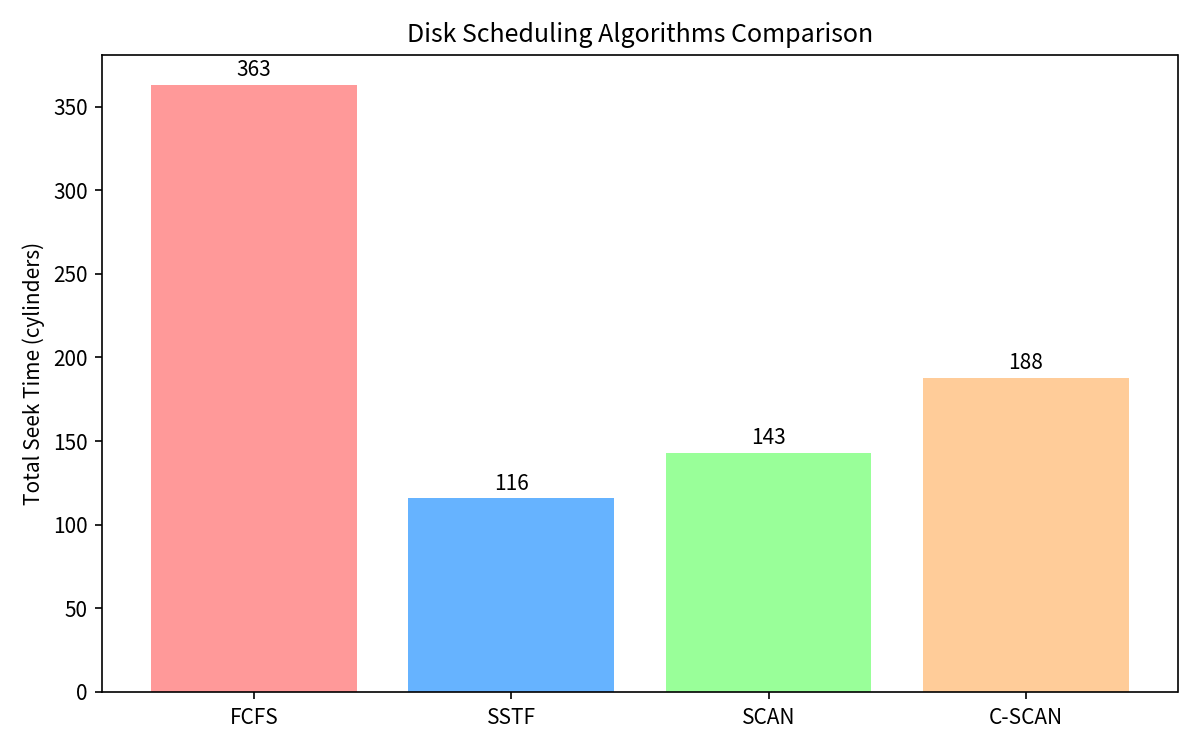 Disk Scheduling Algorithms Comparison
363
350
300
250
200
150
100
50
0
Total Seek Time (cylinders)
116
143
188
FCFS
SSTF
SCAN
C-SCAN